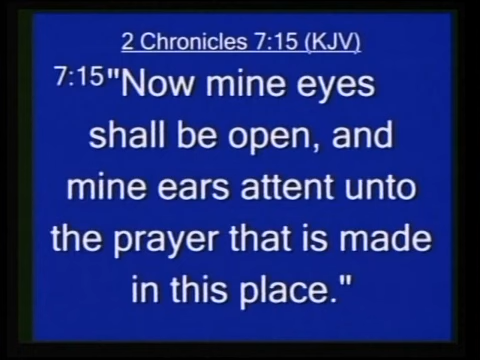 2 Chronicles 7:15 (KJV)
7:15"Now mine eyes
shall be open, and
mine ears attent unto
the prayer that is made
in this place."